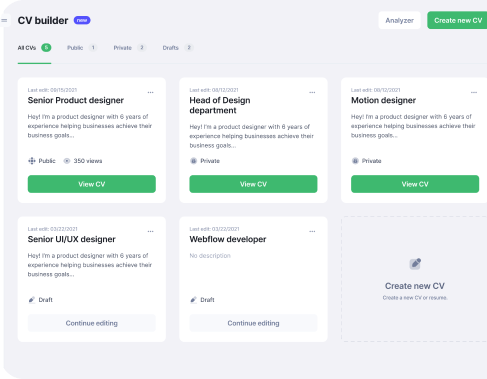 CV builder new
Analyzer
Create new CV
All CVs 5
Public 1
Private 2
Drafts 2
Last edit: 09/15/2021
Senior Product designer
Hey! I'm a product designer with 6 years of
experience helping businesses achieve their
business goals...
Public
350 views
View CV
Last edit: 08/12/2021
Head of Design
department
Hey! I'm a product designer with 6 years of
experience helping businesses achieve their
business goals...
Private
View CV
Last edit: 08/12/2021
Motion designer
Hey! I'm a product designer with 6 years of
experience helping businesses achieve their
business goals...
Private
View CV
Last edit: 03/22/2021
Senior UI/UX designer
Hey! I'm a product designer with 6 years of
experience helping businesses achieve their
business goals...
Draft
Continue editing
Last edit: 03/22/2021
Webflow developer
No description
Draft
Continue editing
Create new CV
Create a new CV or resume.